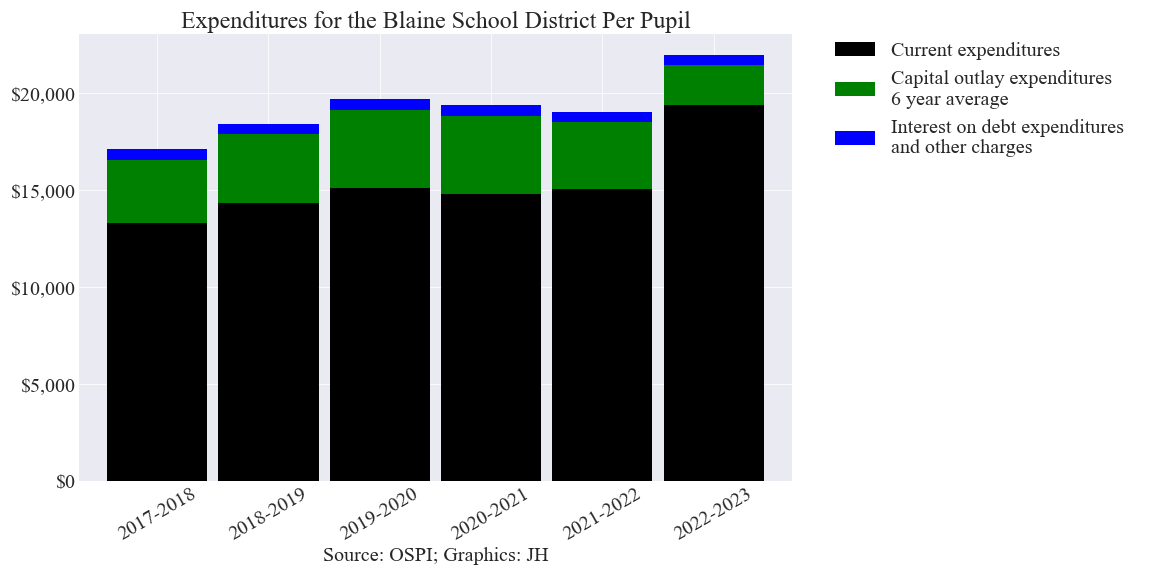 Expenditures for the Blaine School District Per Pupil
Current expenditures
Capital outlay expenditures
6 year average
Interest on debt expenditures
and other charges
$20,000
$15,000
$10,000
$5,000
$0
2017-2018
2018-2019
2019-2020
2020-2021
2021-2022
2022-2023
Source: OSPI; Graphics: JH